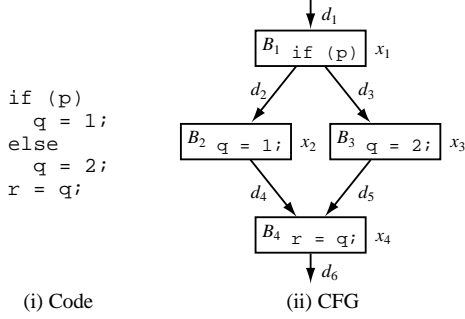 if (p)
q = 1;
else
q = 2;
r = q;
(i) Code
d1
B1 if (p) x1
d2 d3
B2 q = 1; x2 B3 q = 2; x3
d4 d5
B4 r = q; x4
d6
(ii) CFG